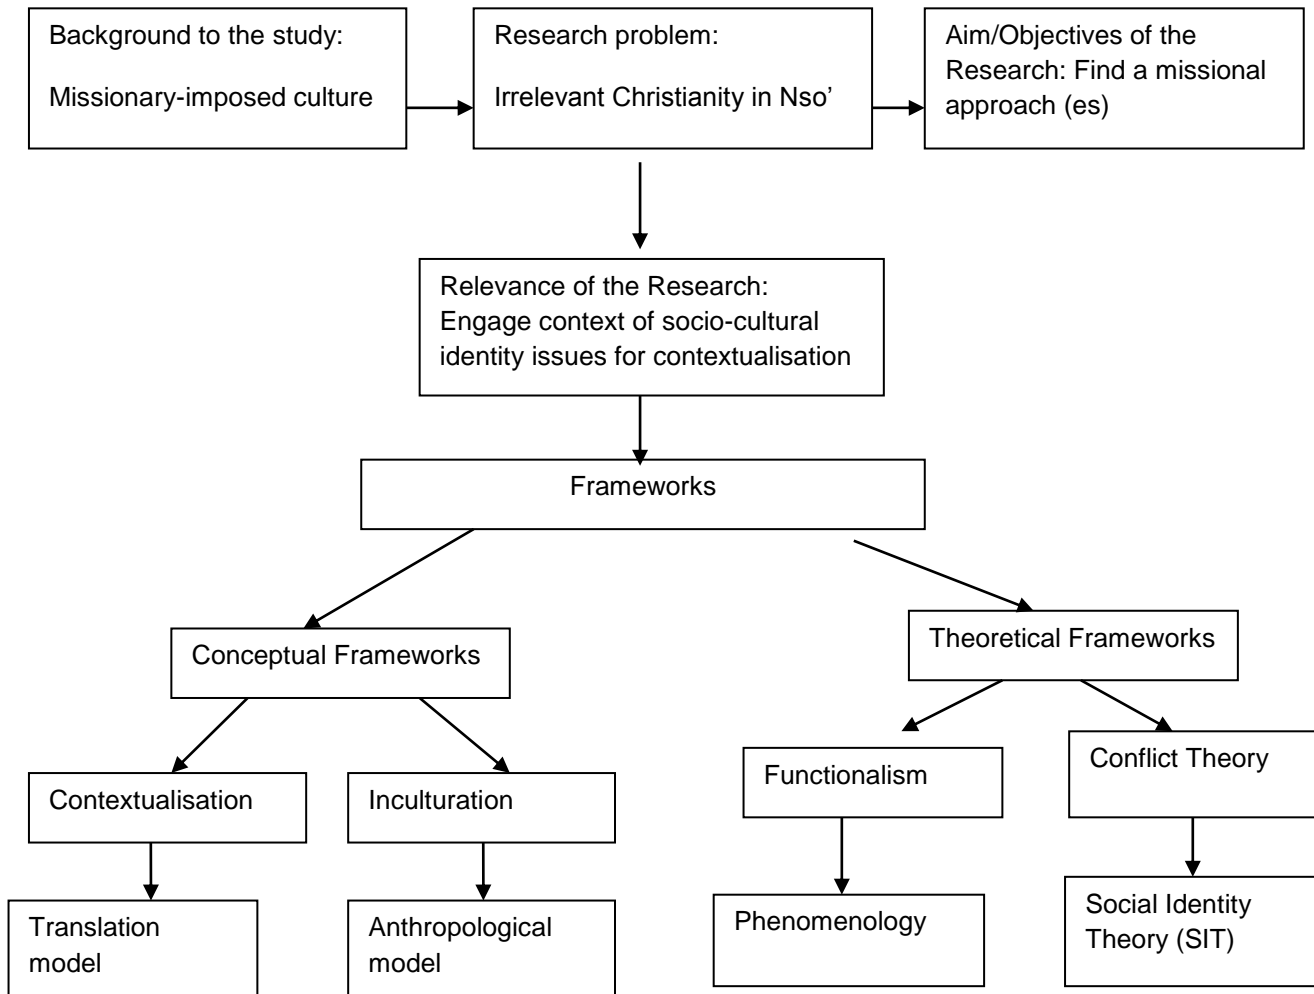 Background to the study:
Missionary-imposed culture
Research problem:
Irrelevant Christianity in Nso’
Aim/Objectives of the
Research: Find a missional
approach (es)
Relevance of the Research:
Engage context of socio-cultural
identity issues for contextualisation
Frameworks
Conceptual Frameworks
Theoretical Frameworks
Contextualisation
Inculturation
Functionalism
Conflict Theory
Translation
model
Anthropological
model
Phenomenology
Social Identity
Theory (SIT)